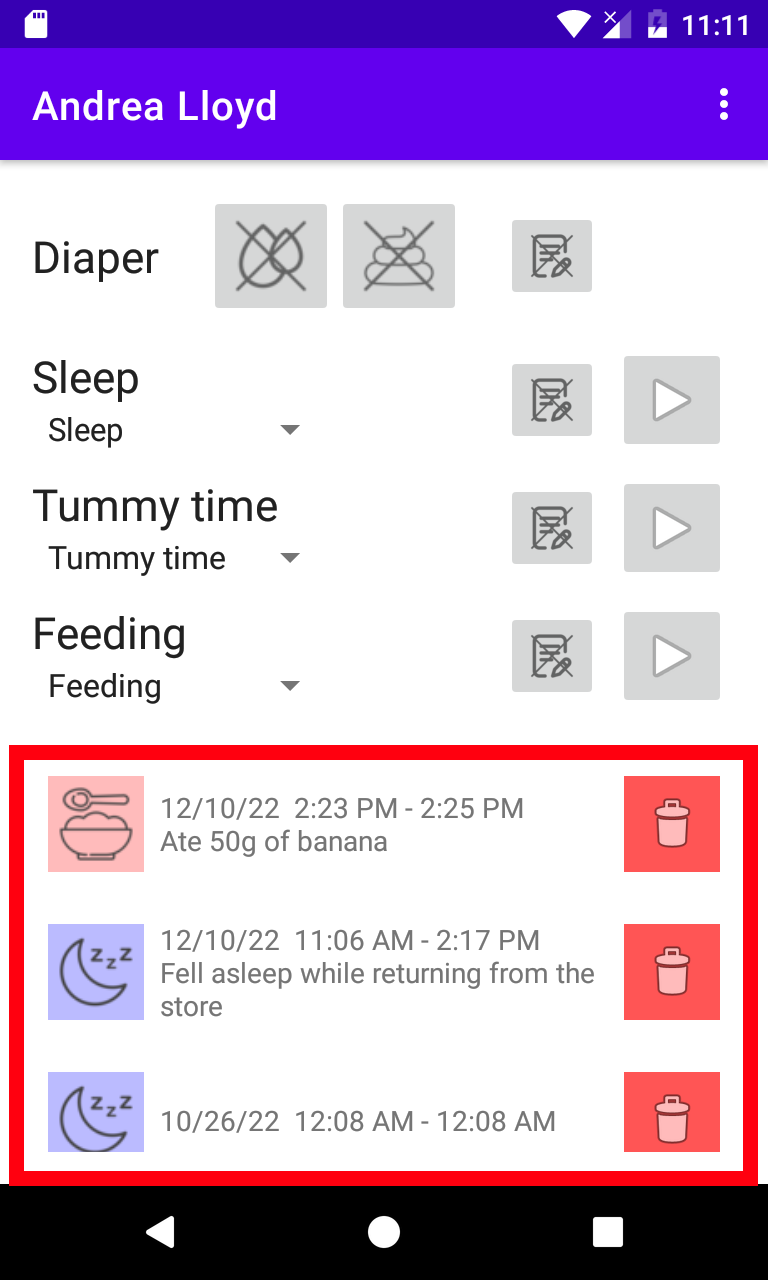 11:11
Andrea Lloyd
Diaper
Sleep
Sleep
Tummy time
Tummy time
Feeding
Feeding
12/10/22  2:23 PM - 2:25 PM
Ate 50g of banana
12/10/22  11:06 AM - 2:17 PM
Fell asleep while returning from the
store
10/26/22  12:08 AM - 12:08 AM